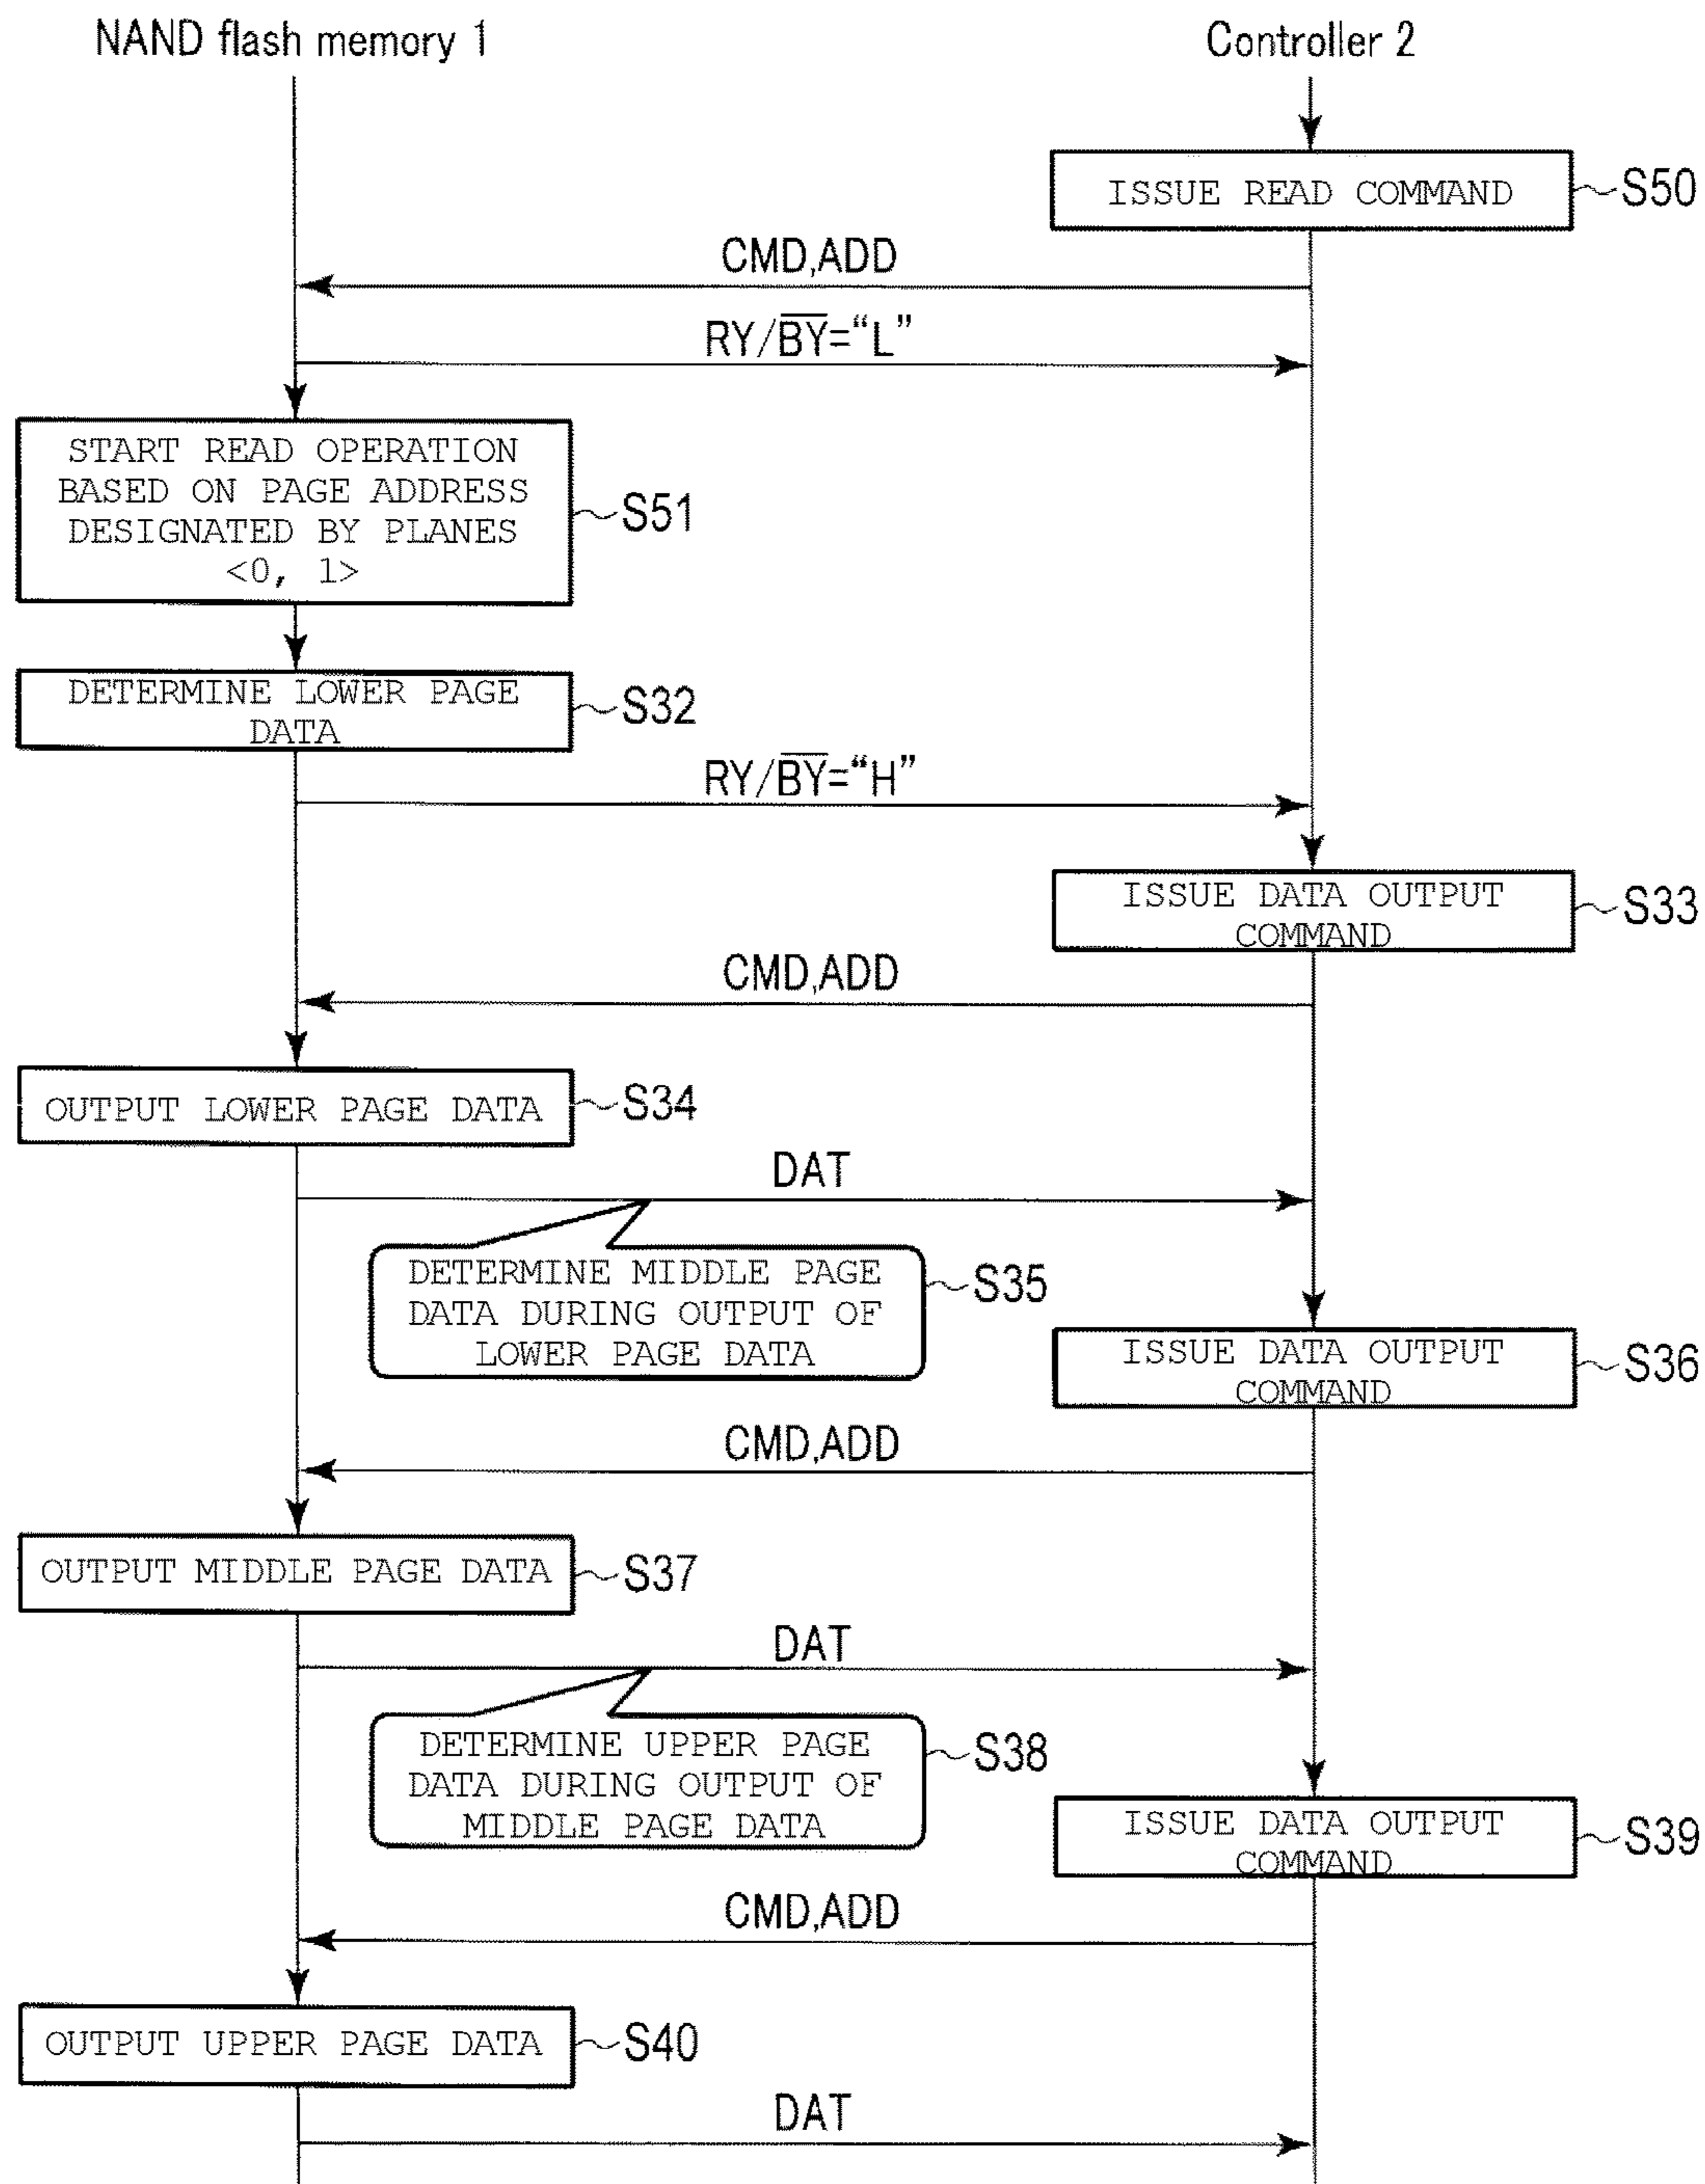 NAND flash memory 1
Controller 2
ISSUE READ COMMAND
S50
CMD,ADD
RY/B̅Y̅="L"
START READ OPERATION
BASED ON PAGE ADDRESS
DESIGNATED BY PLANES
<0, 1>
S51
DETERMINE LOWER PAGE
DATA
S32
RY/B̅Y̅="H"
ISSUE DATA OUTPUT
COMMAND
S33
CMD,ADD
OUTPUT LOWER PAGE DATA
S34
DAT
DETERMINE MIDDLE PAGE
DATA DURING OUTPUT OF
LOWER PAGE DATA
S35
ISSUE DATA OUTPUT
COMMAND
S36
CMD,ADD
OUTPUT MIDDLE PAGE DATA
S37
DAT
DETERMINE UPPER PAGE
DATA DURING OUTPUT OF
MIDDLE PAGE DATA
S38
ISSUE DATA OUTPUT
COMMAND
S39
CMD,ADD
OUTPUT UPPER PAGE DATA
S40
DAT